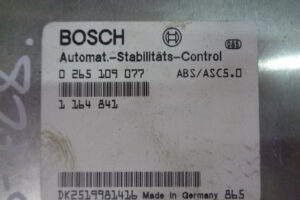 BOSCH
Automat.-Stabilitäts-Control
0 265 109 077 ABS/ASC5.0
1 164 841
DK2519981416 Made in Germany 865